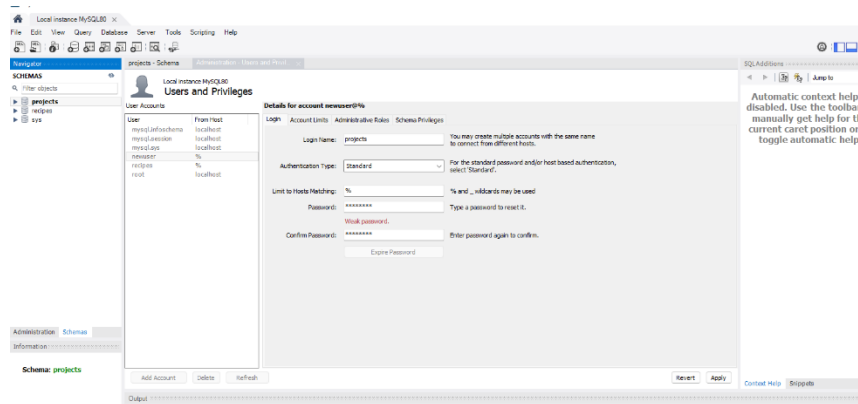 Local instance MySQL80 ×
File Edit View Query Database Server Tools Scripting Help
Navigator
projects - Schema
Administration - Users and Privil...
SQLAdditions
SCHEMAS
Filter objects
projects
recipes
sys
Local instance MySQL80
Users and Privileges
Jump to
Automatic context help
disabled. Use the toolba
manually get help for th
current caret position or
toggle automatic help
User Accounts
User From Host
mysql.infoschema localhost
mysql.session localhost
mysql.sys localhost
newuser %
recipes %
root localhost
Details for account newuser@%
Login Account Limits Administrative Roles Schema Privileges
Login Name: projects You may create multiple accounts with the same name
to connect from different hosts.
Authentication Type: Standard For the standard password and/or host based authentication,
select 'Standard'.
Limit to Hosts Matching: % % and _ wildcards may be used
Password: ******** Type a password to reset it.
Weak password.
Confirm Password: ******** Enter password again to confirm.
Expire Password
Administration Schemas
Information
Schema: projects
Add Account Delete Refresh
Revert Apply
Context Help Snippets
Output